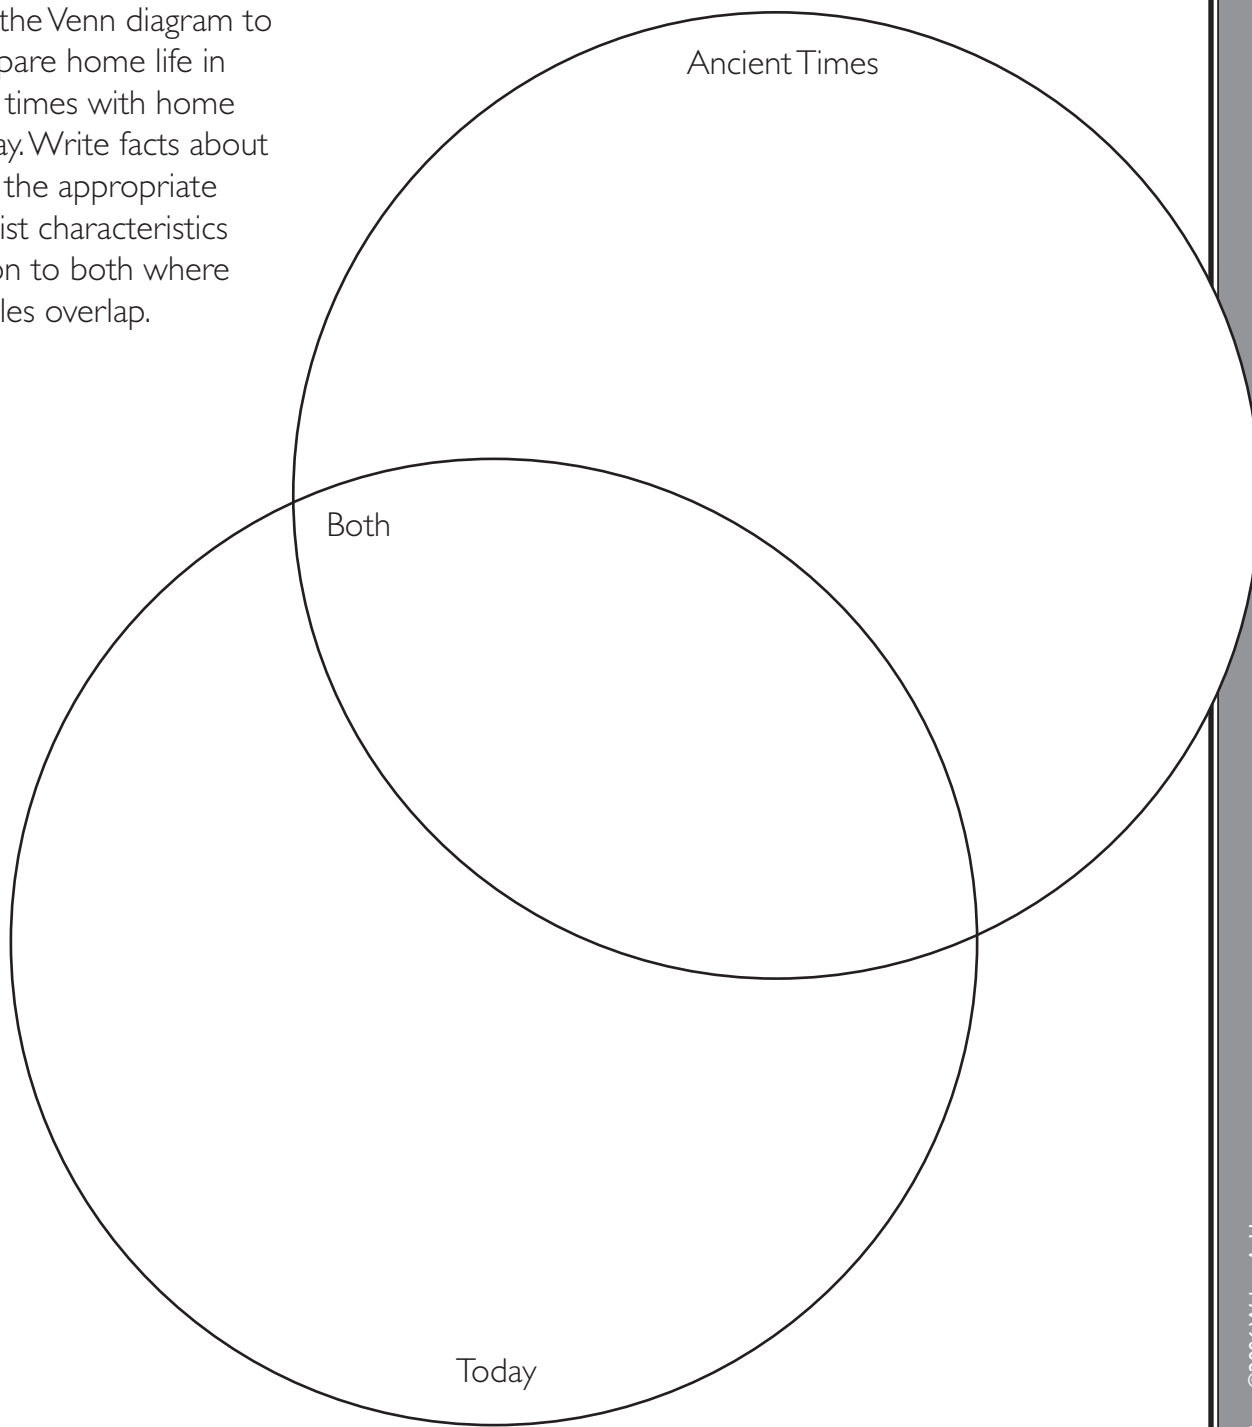 the Venn diagram to
pare home life in
times with home
ay. Write facts about
the appropriate
ist characteristics
on to both where
les overlap.
Ancient Times
Both
Today